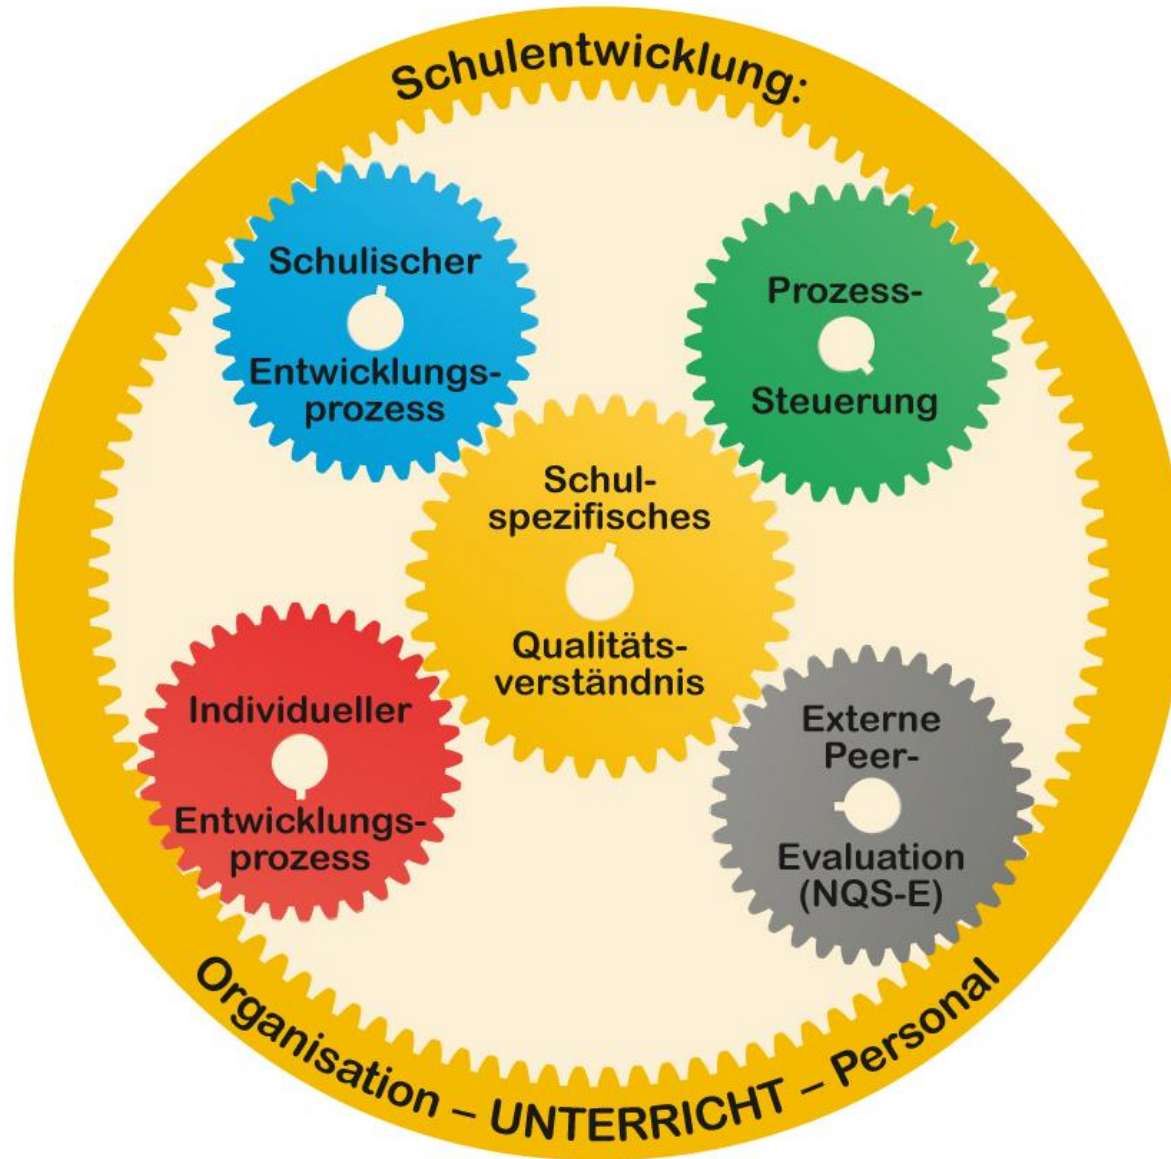 Schulentwicklung:
Schulischer
Entwicklungs-
prozess
Prozess-
Steuerung
Schul-
spezifisches
Qualitäts-
verständnis
Individueller
Entwicklungs-
prozess
Externe
Peer-
Evaluation
(NQS-E)
Organisation – UNTERRICHT – Personal